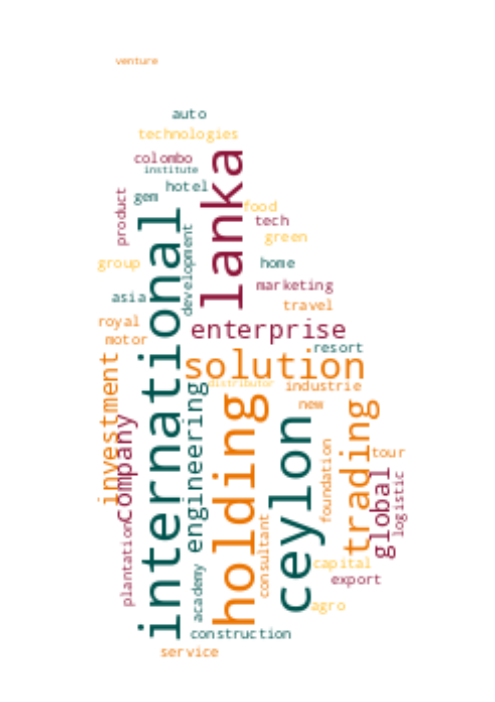 venture
auto
technologies
colombo
institute
lanka
hotel
gem
product
food
tech
green
international
development
group
home
asia
marketing
travel
royal
motor
enterprise
resort
solution
investment
distributor
industrie
engineering
holding
new
ceylon
trading
company
tour
foundation
global
logistic
plantation
consultant
academy
capital
export
agro
construction
service